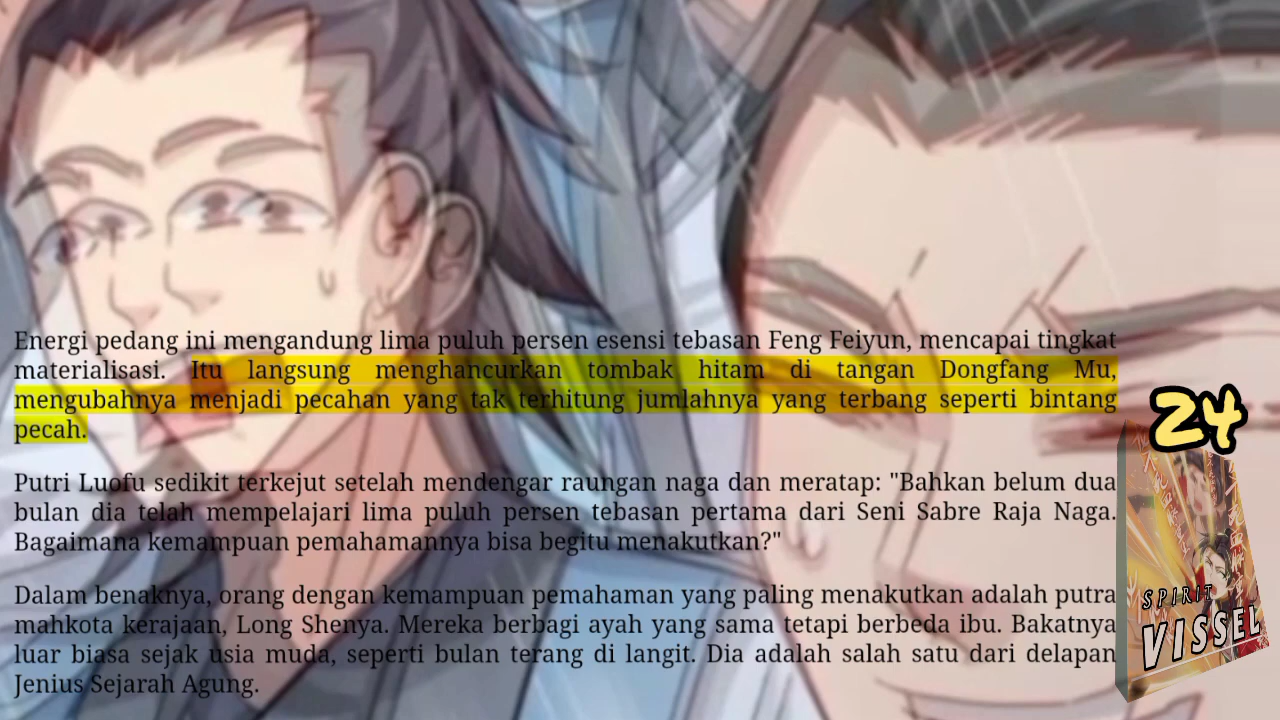 Energi pedang ini mengandung lima puluh persen esensi tebasan Feng Feiyun, mencapai tingkat
materialisasi. Itu langsung menghancurkan tombak hitam di tangan Dongfang Mu,
mengubahnya menjadi pecahan yang tak terhitung jumlahnya yang terbang seperti bintang
pecah.
Putri Luofu sedikit terkejut setelah mendengar raungan naga dan meratap: "Bahkan belum dua
bulan dia telah mempelajari lima puluh persen tebasan pertama dari Seni Sabre Raja Naga.
Bagaimana kemampuan pemahamannya bisa begitu menakutkan?"
Dalam benaknya, orang dengan kemampuan pemahaman yang paling menakutkan adalah putra
mahkota kerajaan, Long Shenya. Mereka berbagi ayah yang sama tetapi berbeda ibu. Bakatnya
luar biasa sejak usia muda, seperti bulan terang di langit. Dia adalah salah satu dari delapan
Jenius Sejarah Agung.
24
SPIRIT
VISSEL